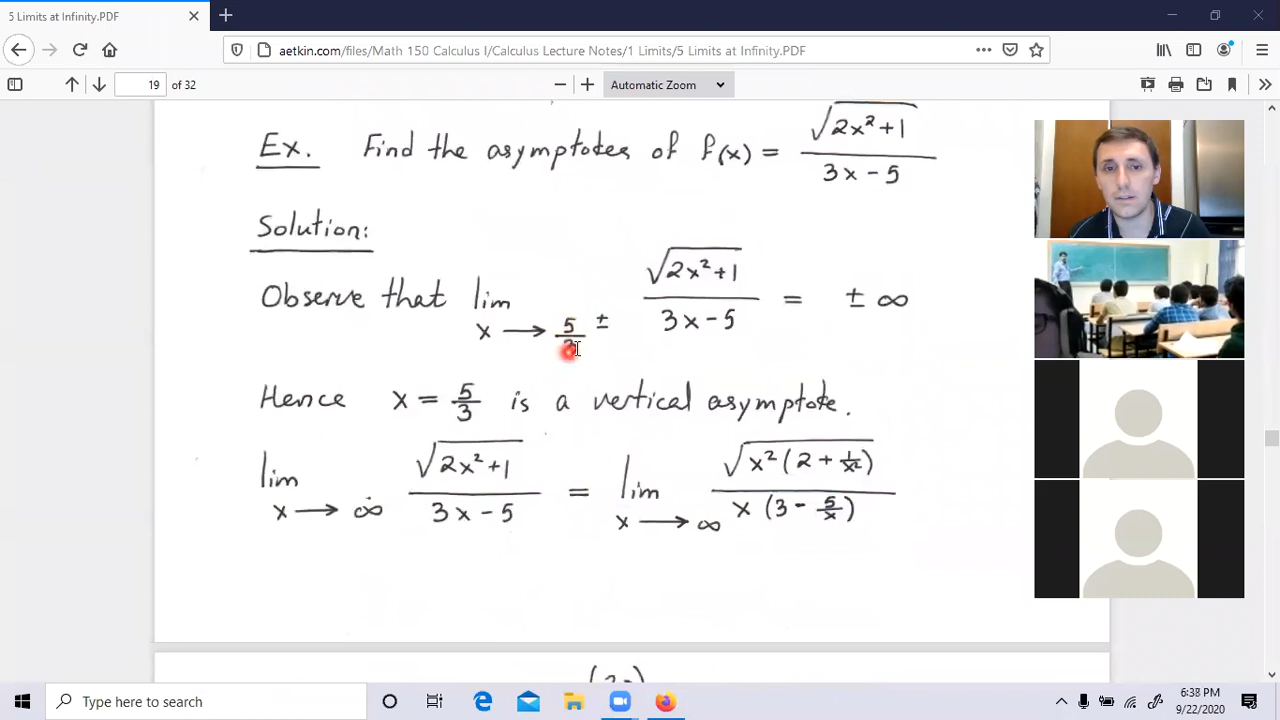 5 Limits at Infinity.PDF
aetkin.com/files/Math 150 Calculus I/Calculus Lecture Notes/1 Limits/5 Limits at Infinity.PDF
19 of 32
Automatic Zoom
Ex. Find the asymptotes of f(x) = √(2x² + 1) / (3x - 5)
Solution:
Observe that lim x → 5/3 ± √(2x² + 1) / (3x - 5) = ± ∞
Hence x = 5/3 is a vertical asymptote.
lim x → ∞ √(2x² + 1) / (3x - 5) = lim x → ∞ √(x² (2 + 1/x²)) / (x (3 - 5/x))
Type here to search
6:38 PM
9/22/2020